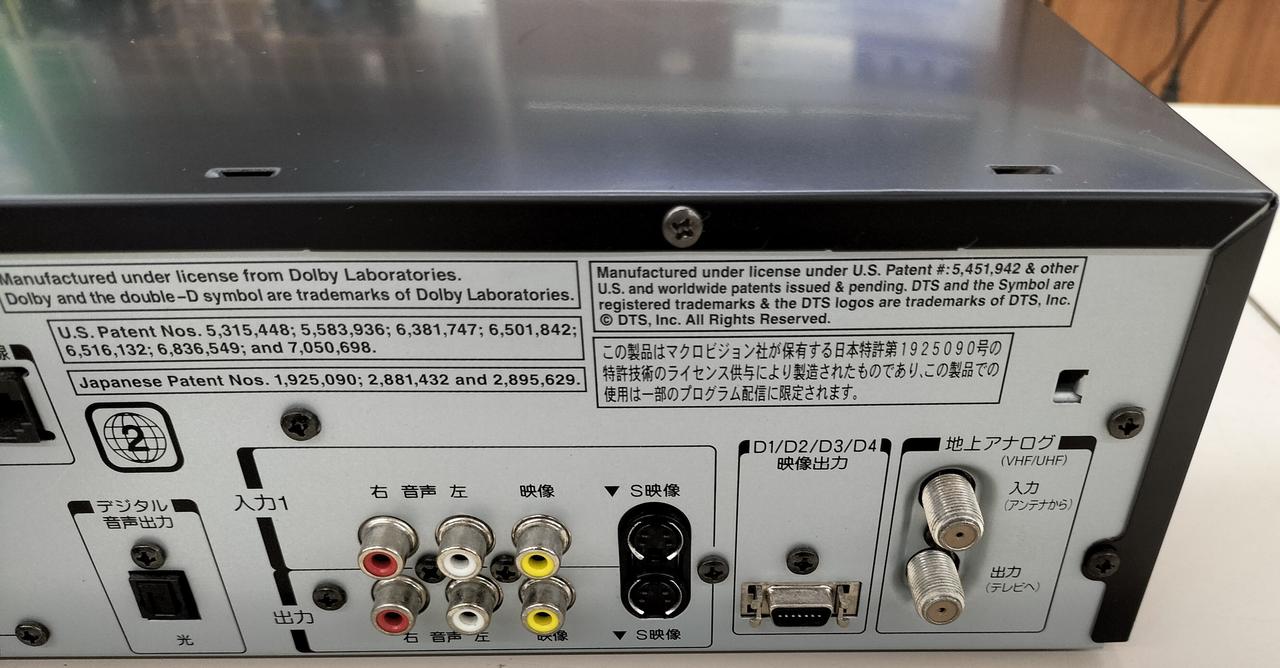 Manufactured under license from Dolby Laboratories.
Dolby and the double-D symbol are trademarks of Dolby Laboratories.
U.S. Patent Nos. 5,315,448; 5,583,936; 6,381,747; 6,501,842;
6,516,132; 6,836,549; and 7,050,698.
Japanese Patent Nos. 1,925,090; 2,881,432 and 2,895,629.
Manufactured under license under U.S. Patent #: 5,451,942 & other
U.S. and worldwide patents issued & pending. DTS and the Symbol are
registered trademarks & the DTS logos are trademarks of DTS, Inc.
© DTS, Inc. All Rights Reserved.
この製品はマクロビジョン社が保有する日本特許第1925090号の
特許技術のライセンス供与により製造されたものであり、この製品での
使用は一部のプログラム配信に限定されます。
線
2
デジタル
音声出力
光
入力1
右 音声 左 映像 ▼ S映像
出力
右 音声 左 映像 ▼ S映像
D1/D2/D3/D4
映像出力
地上アナログ
(VHF/UHF)
入力
(アンテナから)
出力
(テレビへ)